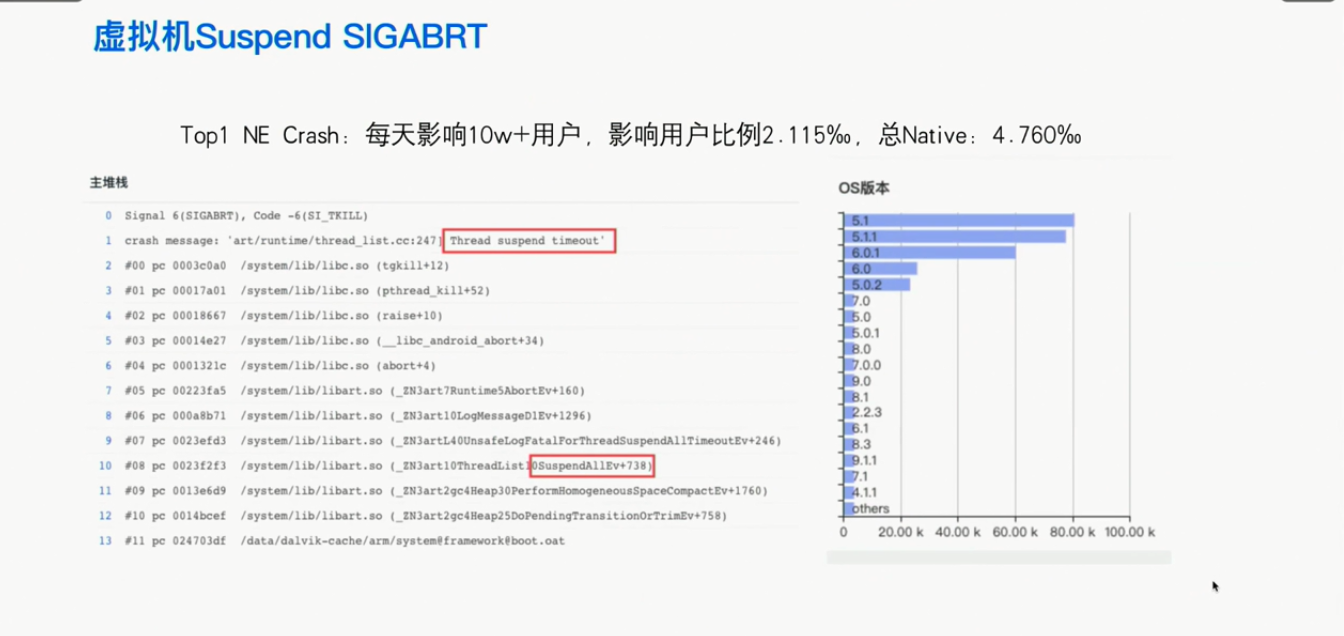 虚拟机Suspend SIGABRT
Top1 NE Crash：每天影响10w+用户，影响用户比例2.115‰，总Native：4.760‰
主堆栈
0 Signal 6(SIGABRT), Code -6(SI_TKILL)
1 crash message: 'art/runtime/thread_list.cc:247] Thread suspend timeout'
2 #00 pc 0003c0a0 /system/lib/libc.so (tgkill+12)
3 #01 pc 00017a01 /system/lib/libc.so (pthread_kill+52)
4 #02 pc 00018667 /system/lib/libc.so (raise+10)
5 #03 pc 00014e27 /system/lib/libc.so (__libc_android_abort+34)
6 #04 pc 0001321c /system/lib/libc.so (abort+4)
7 #05 pc 00223fa5 /system/lib/libart.so (_ZN3art7Runtime5AbortEv+160)
8 #06 pc 000a8b71 /system/lib/libart.so (_ZN3art10LogMessageD1Ev+1296)
9 #07 pc 0023efd3 /system/lib/libart.so (_ZN3artL40UnsafeLogFatalForThreadSuspendAllTimeoutEv+246)
10 #08 pc 0023f2f3 /system/lib/libart.so (_ZN3art10ThreadList10SuspendAllEv+738)
11 #09 pc 0013e6d9 /system/lib/libart.so (_ZN3art2gc4Heap30PerformHomogeneousSpaceCompactEv+1760)
12 #10 pc 0014bcef /system/lib/libart.so (_ZN3art2gc4Heap25DoPendingTransitionOrTrimEv+758)
13 #11 pc 024703df /data/dalvik-cache/arm/system@framework@boot.oat
OS版本
5.1
5.1.1
6.0.1
6.0
5.0.2
7.0
5.0
5.0.1
8.0
7.0.0
9.0
8.1
2.2.3
6.1
8.3
9.1.1
7.1
4.1.1
others
0 20.00 k 40.00 k 60.00 k 80.00 k 100.00 k